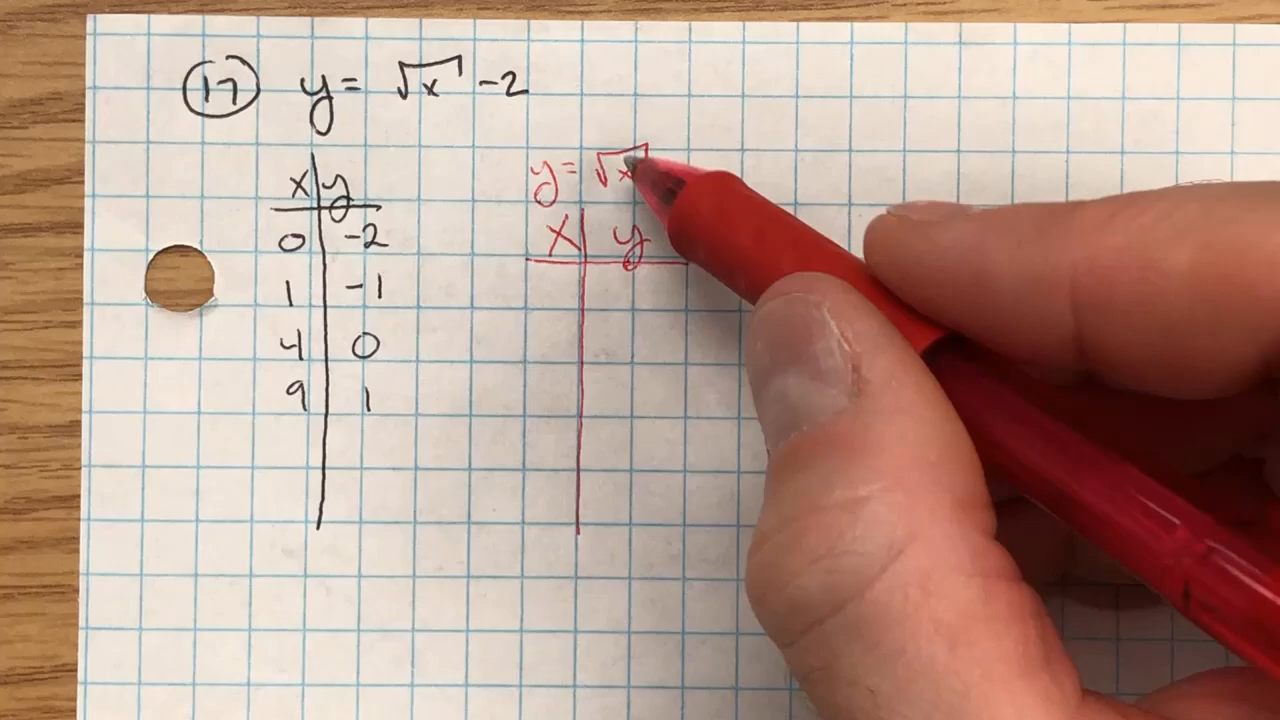 17 y = √x - 2
x y
0 -2
1 -1
4 0
9 1
y = √x
x y